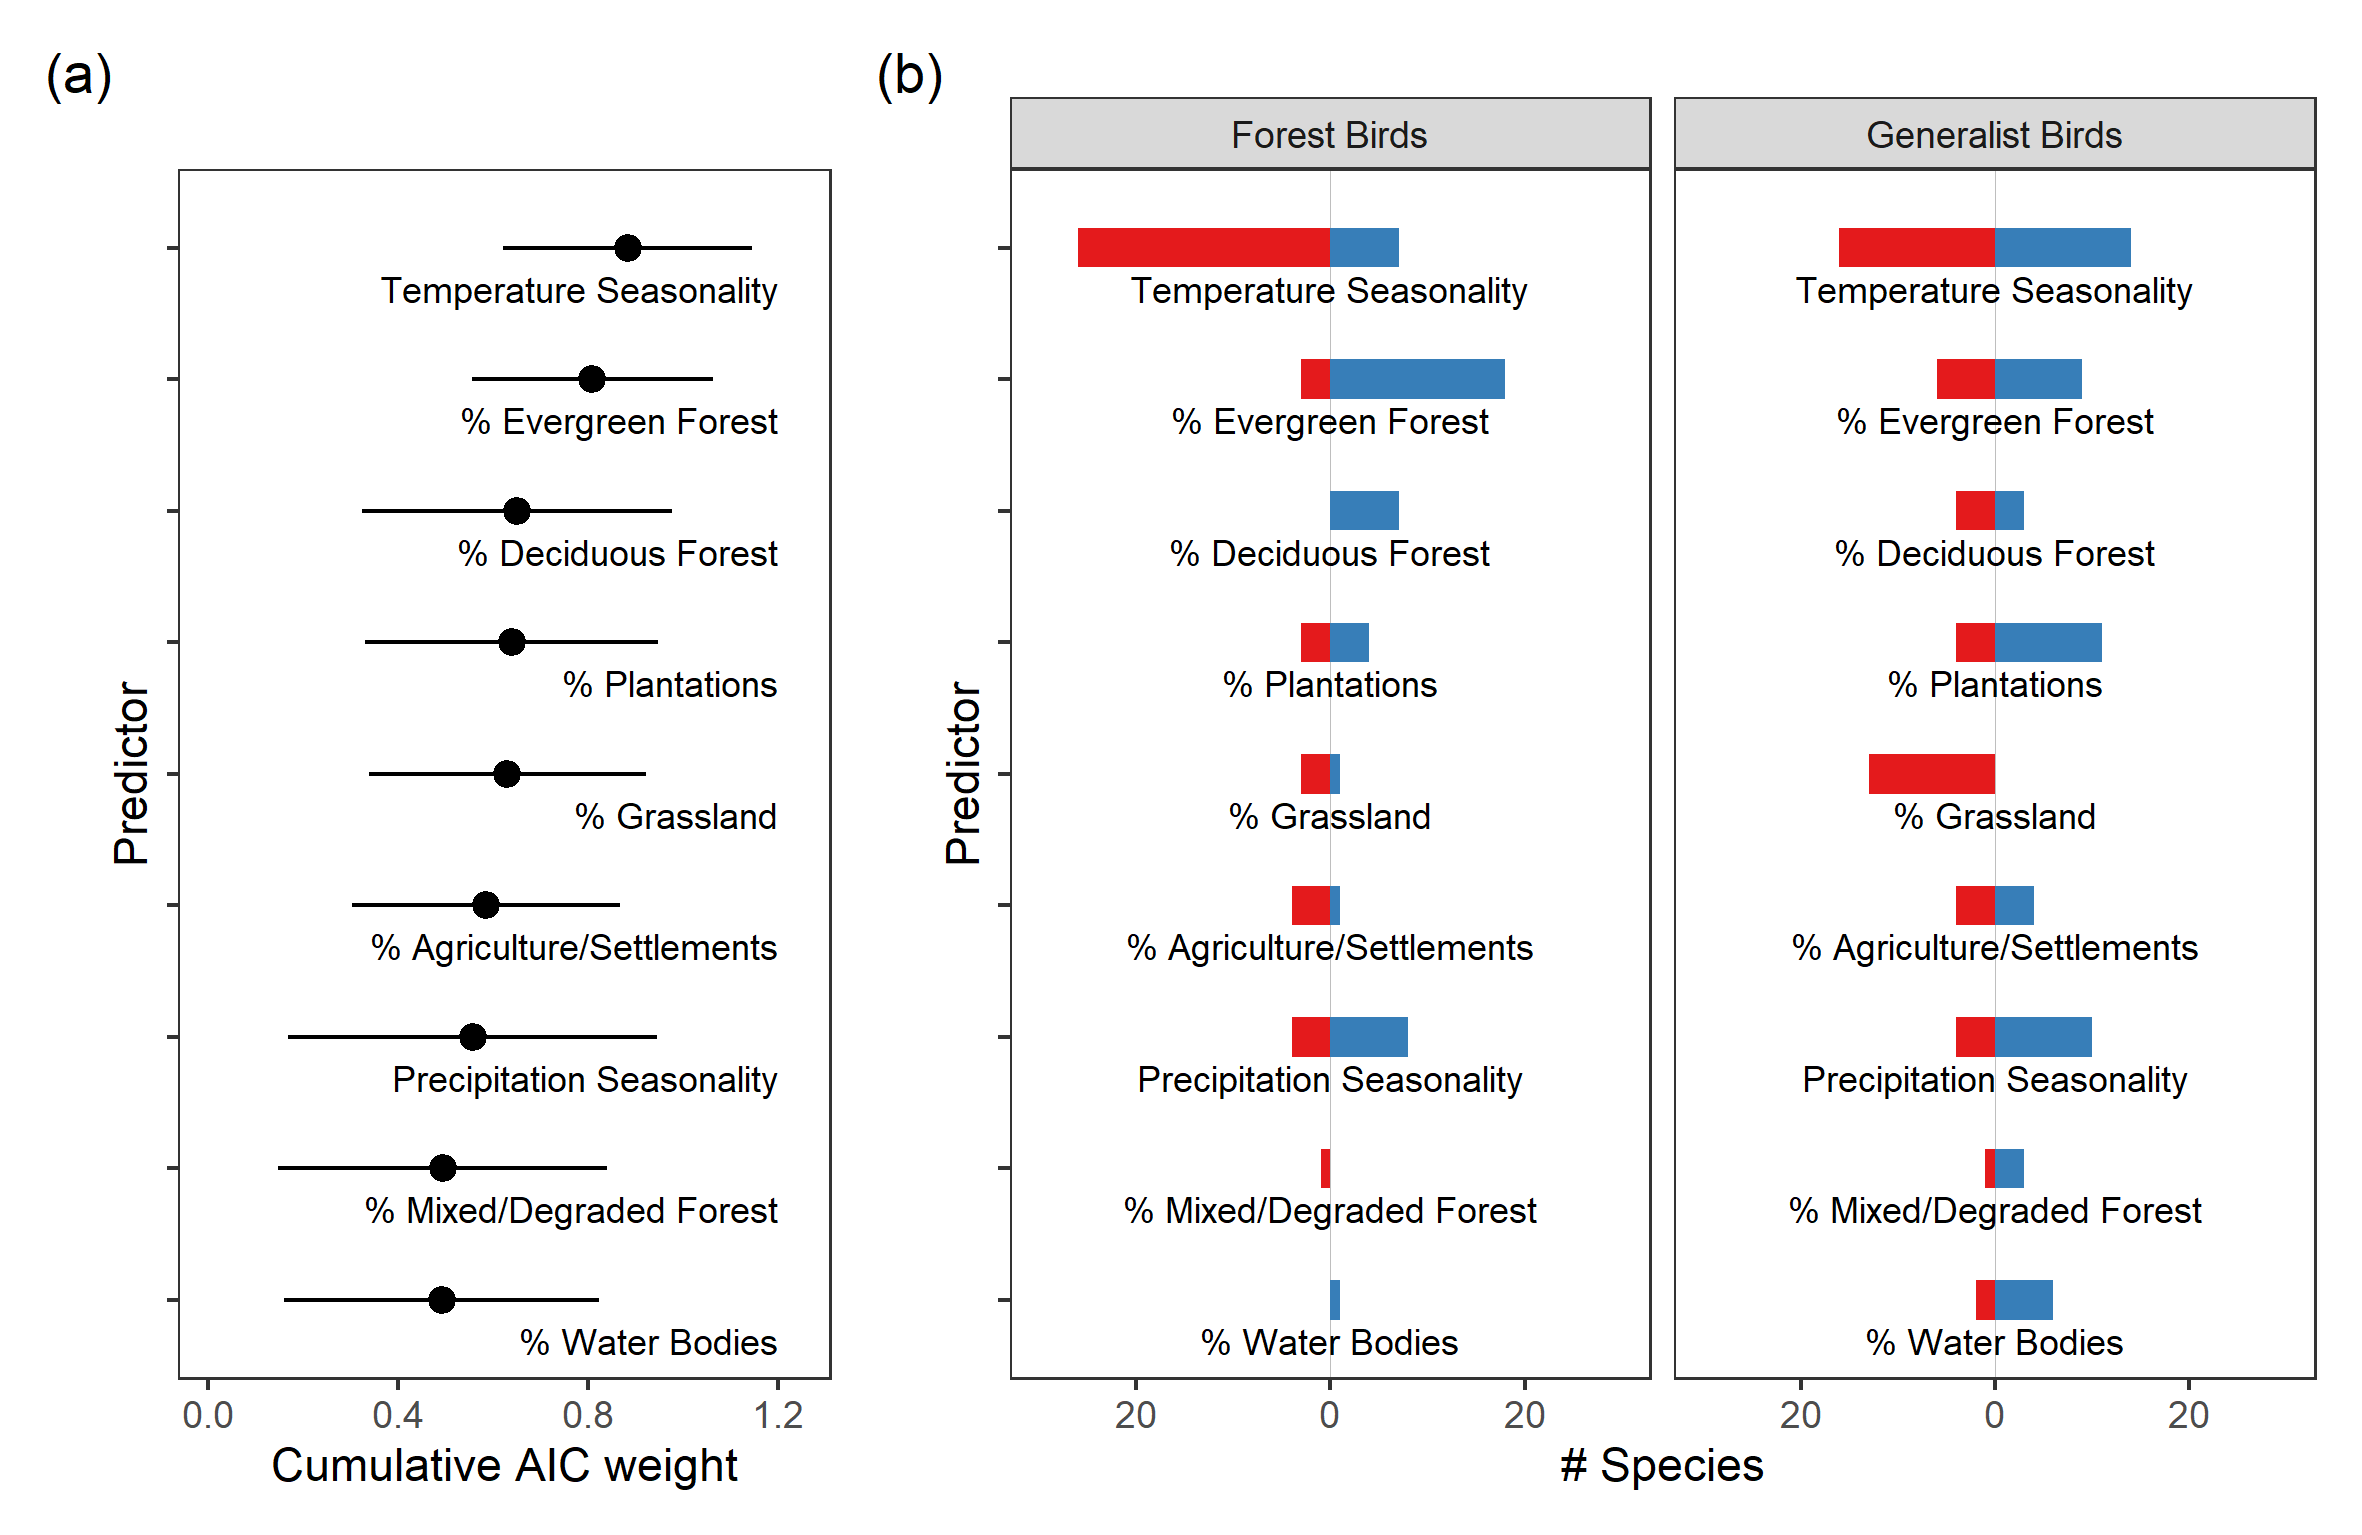 (a)
Predictor
Temperature Seasonality
% Evergreen Forest
% Deciduous Forest
% Plantations
% Grassland
% Agriculture/Settlements
Precipitation Seasonality
% Mixed/Degraded Forest
% Water Bodies
0.0 0.4 0.8 1.2
Cumulative AIC weight
(b)
Predictor
Forest Birds
Temperature Seasonality
% Evergreen Forest
% Deciduous Forest
% Plantations
% Grassland
% Agriculture/Settlements
Precipitation Seasonality
% Mixed/Degraded Forest
% Water Bodies
20 0 20
Generalist Birds
Temperature Seasonality
% Evergreen Forest
% Deciduous Forest
% Plantations
% Grassland
% Agriculture/Settlements
Precipitation Seasonality
% Mixed/Degraded Forest
% Water Bodies
20 0 20
# Species